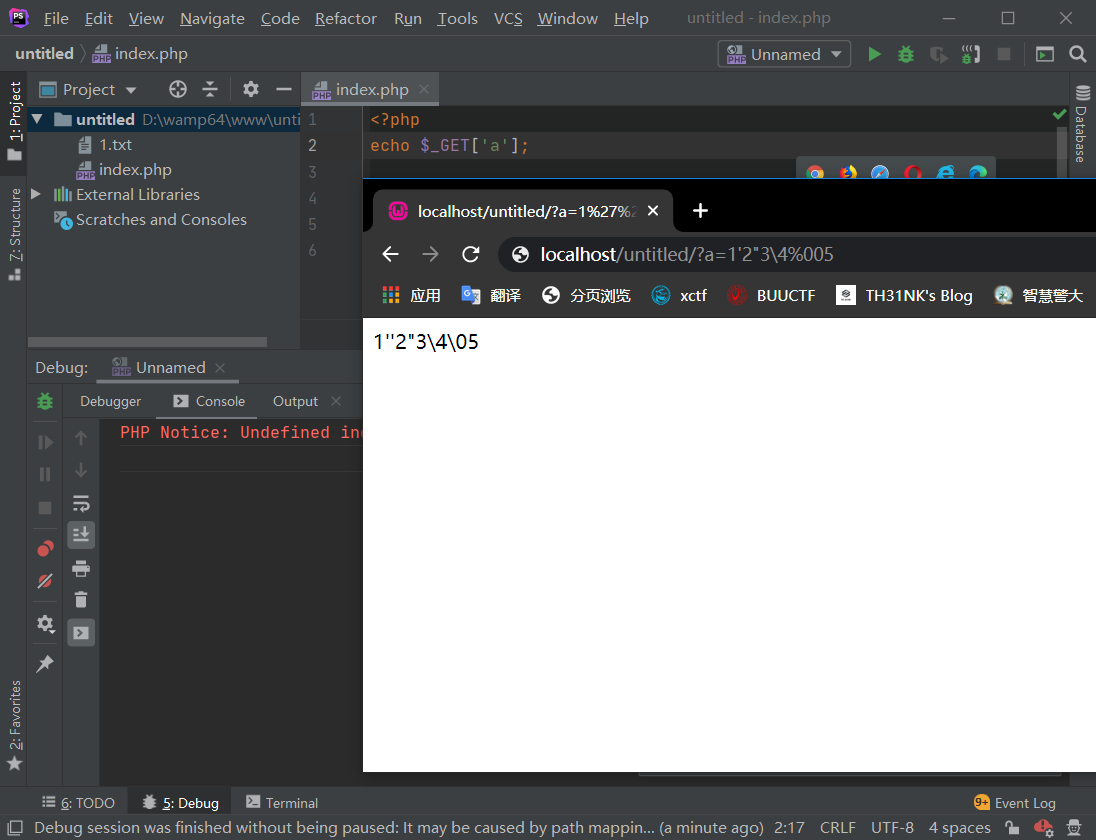 File Edit View Navigate Code Refactor Run Tools VCS Window Help untitled - index.php
untitled index.php Unnamed
Project index.php
untitled D:\wamp64\www\unti
1.txt
index.php
External Libraries
Scratches and Consoles
1: Project
7: Structure
2: Favorites
Database
1 <?php
2 echo $_GET['a'];
3
4
5
6
localhost/untitled/?a=1%27%2
localhost/untitled/?a=1'2"3\4%005
应用 翻译 分页浏览 xctf BUUCTF TH31NK's Blog 智慧警大
1''2"3\4\05
Debug: Unnamed
Debugger Console Output
PHP Notice: Undefined in
6: TODO 5: Debug Terminal 9+ Event Log
Debug session was finished without being paused: It may be caused by path mappin... (a minute ago) 2:17 CRLF UTF-8 4 spaces